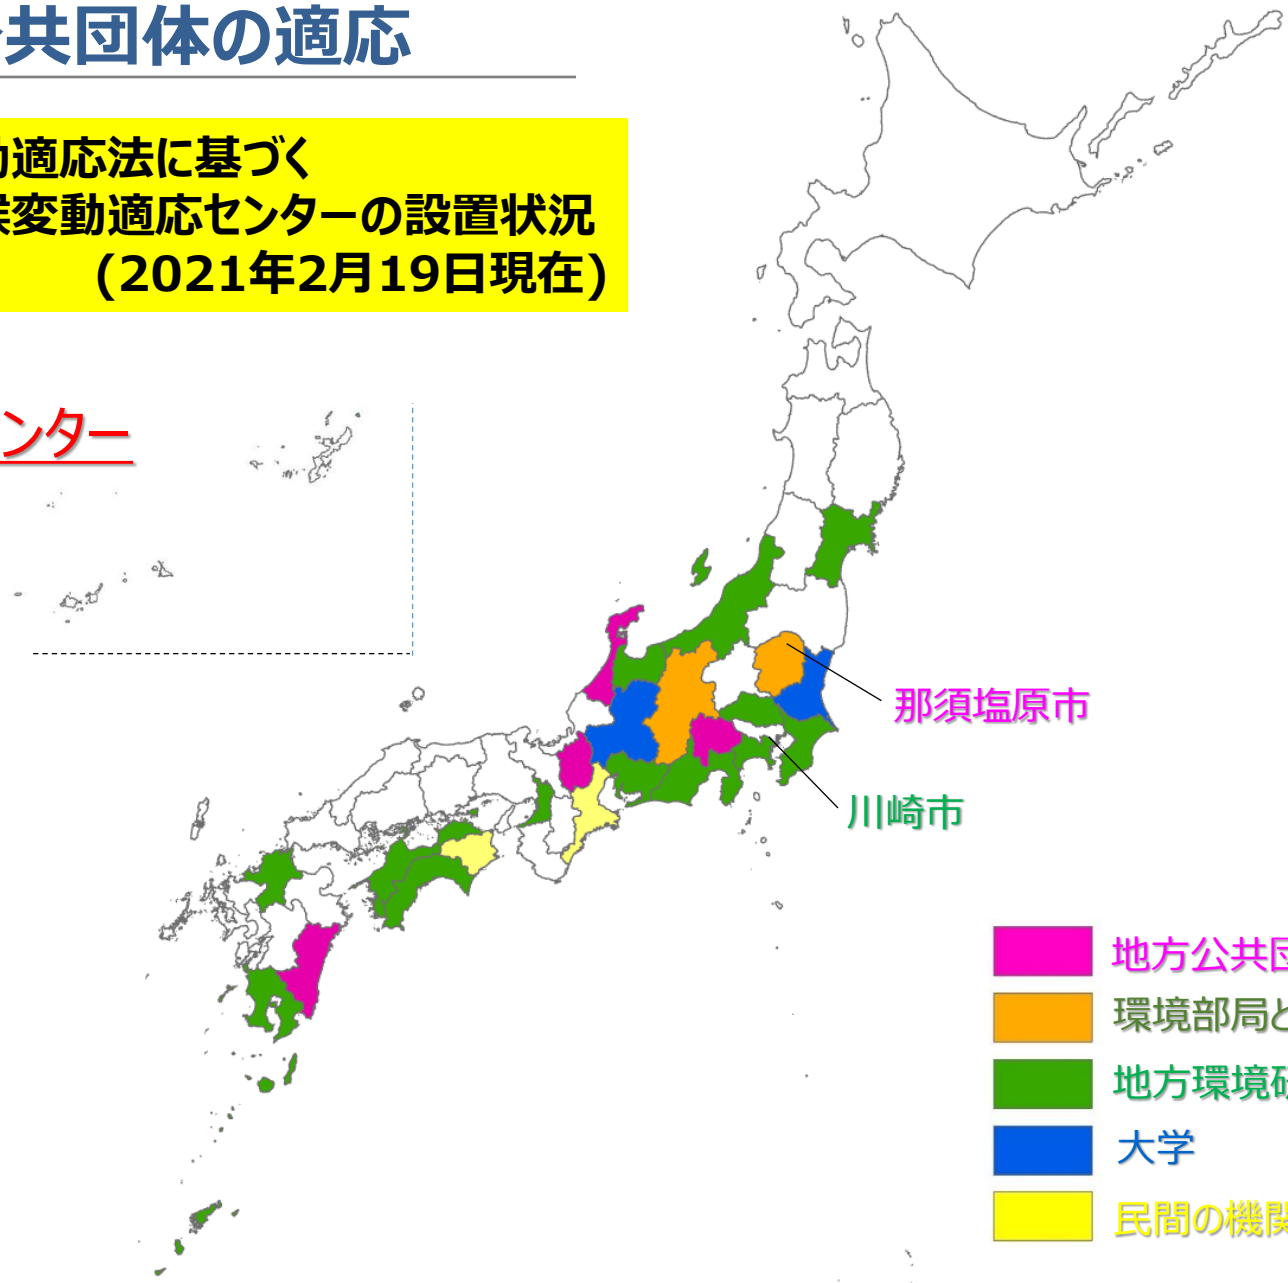 共団体の適応
適応法に基づく
変動適応センターの設置状況
(2021年2月19日現在)
ンター
那須塩原市
川崎市
地方公共団
環境部局と
地方環境研
大学
民間の機関